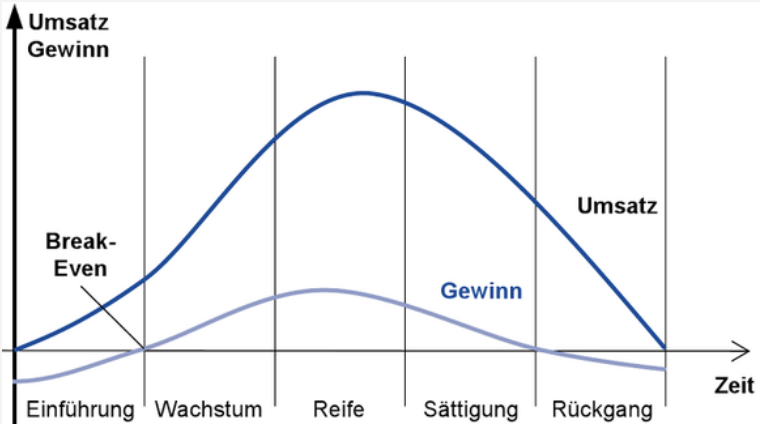 Umsatz
Gewinn
Break-
Even
Umsatz
Gewinn
Zeit
Einführung
Wachstum
Reife
Sättigung
Rückgang